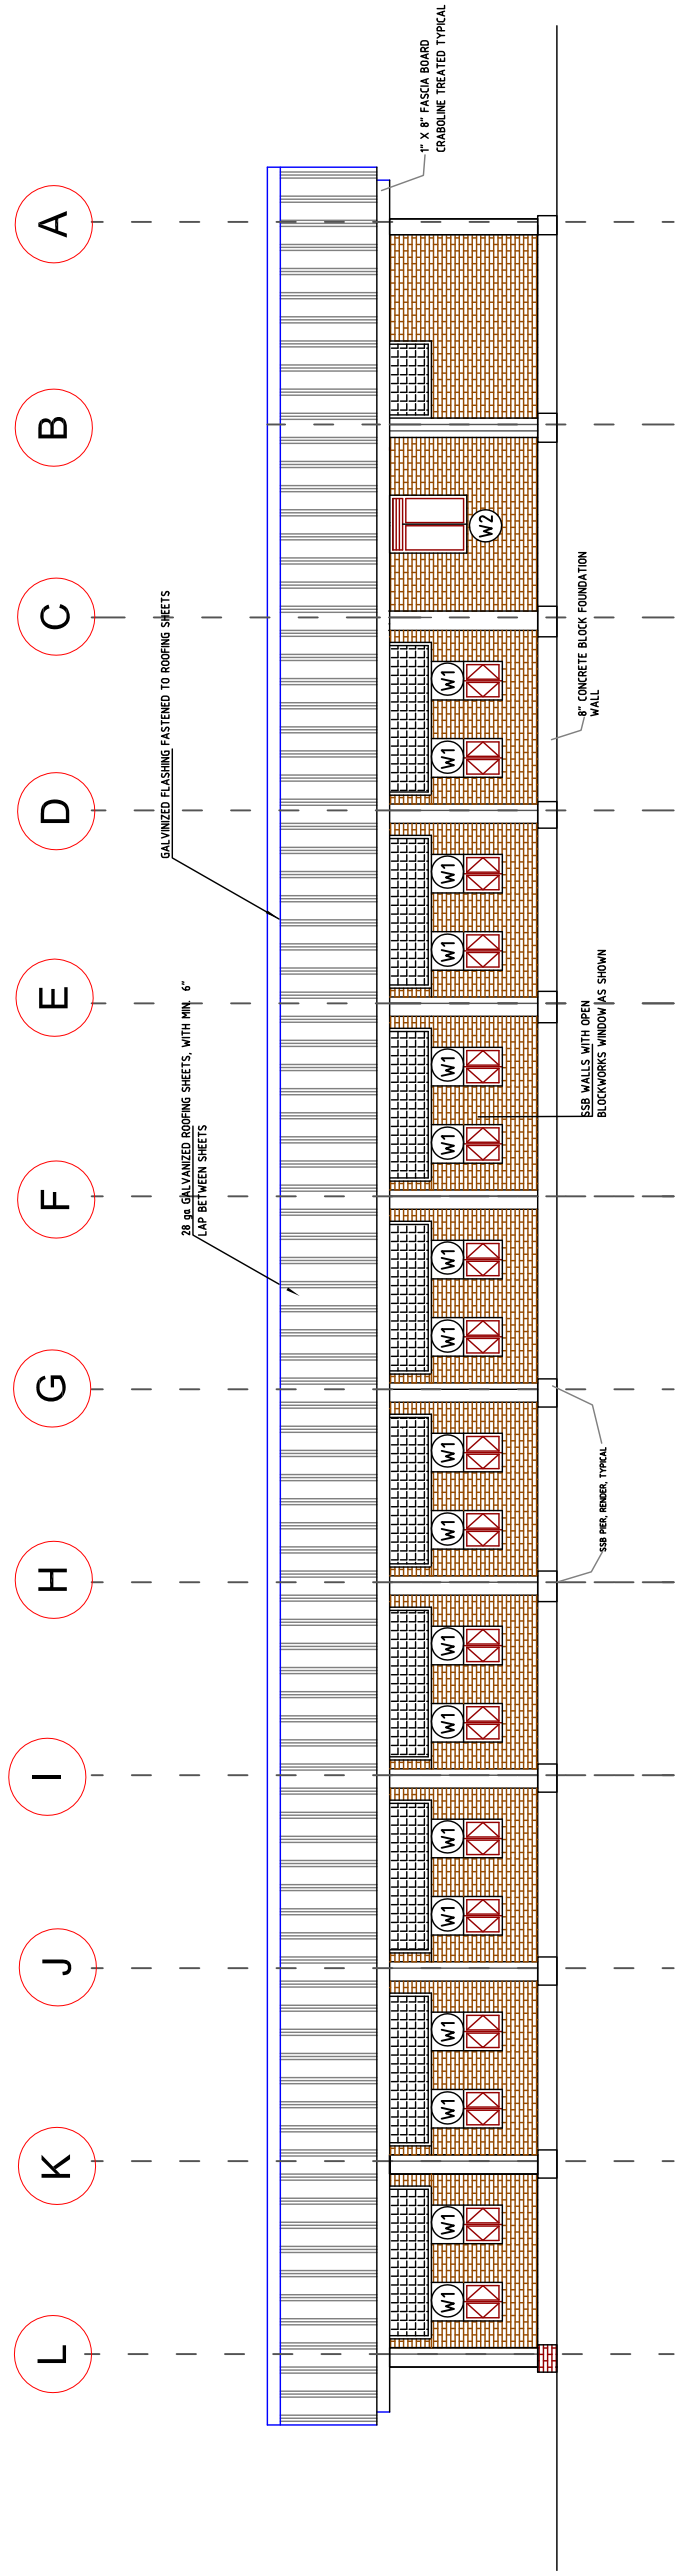 L K J I H G F E D C B A
GALVINIZED FLASHING FASTENED TO ROOFING SHEETS
28 ga GALVANIZED ROOFING SHEETS, WITH MIN. 6"
LAP BETWEEN SHEETS
1" X 8" FASCIA BOARD
CRABOLINE TREATED TYPICAL
W1 W1 W1 W1 W1 W1 W1 W1 W1 W1 W1 W1 W1 W1 W1 W1 W1 W1
W2
8" CONCRETE BLOCK FOUNDATION
WALL
SSB WALLS WITH OPEN
BLOCKWORKS WINDOW AS SHOWN
SSB PIER, RENDER, TYPICAL